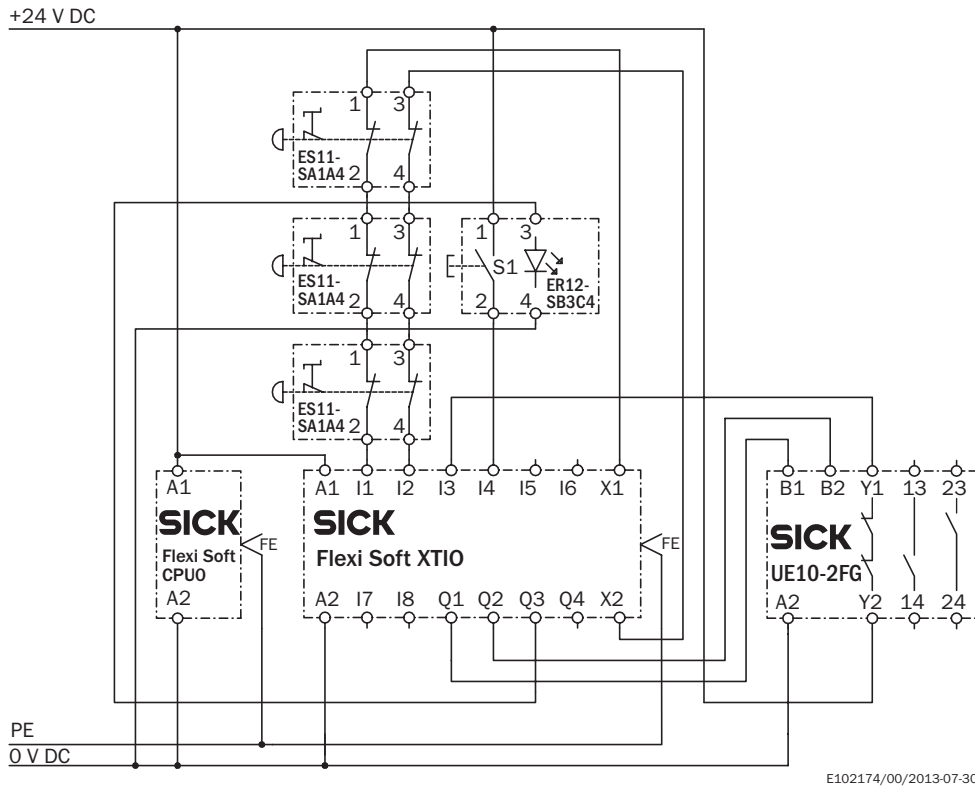 +24 V DC
1 3
ES11-
SA1A4 2 4
1 3
ES11-
SA1A4 2 4
1 3
S1
ER12-
SB3C4
2 4
1 3
ES11-
SA1A4 2 4
A1
SICK
FE
Flexi Soft
CPU0
A2
A1 I1 I2 I3 I4 I5 I6 X1
SICK
FE
Flexi Soft XTIO
A2 I7 I8 Q1 Q2 Q3 Q4 X2
B1 B2 Y1 13 23
SICK
UE10-2FG
A2 Y2 14 24
PE
0 V DC
E102174/00/2013-07-30